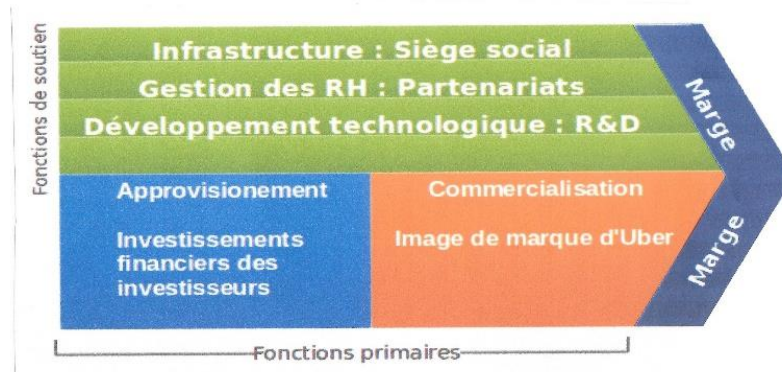 Fonctions de soutien
Infrastructure : Siège social
Gestion des RH : Partenariats
Développement technologique : R&D
Marge
Approvisionement
Investissements
financiers des
investisseurs
Commercialisation
Image de marque d'Uber
Marge
Fonctions primaires